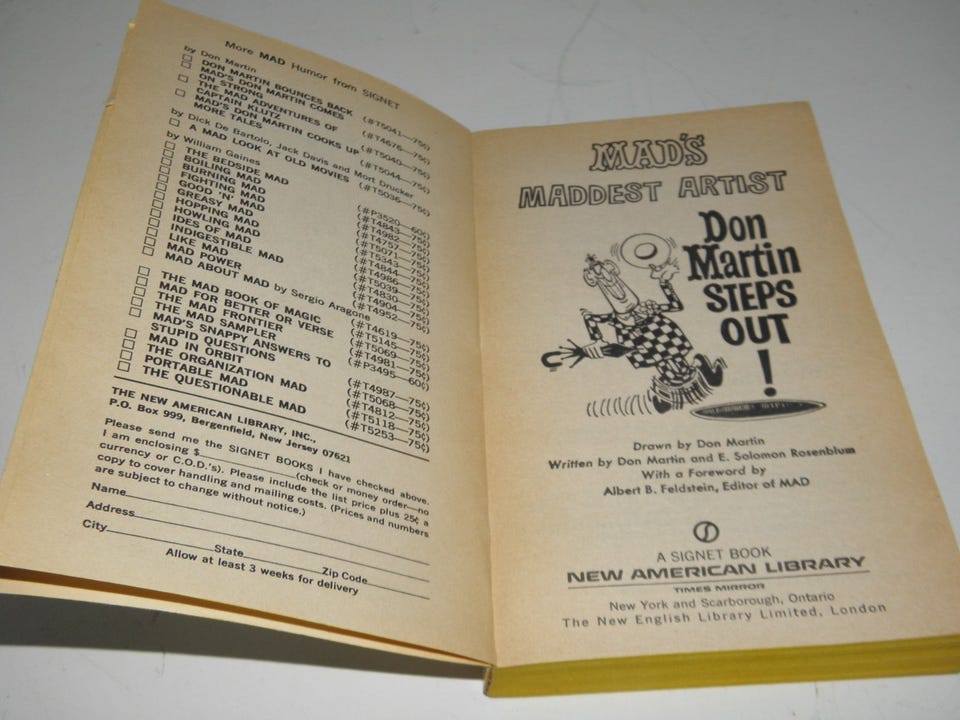 More MAD Humor from SIGNET
by Don Martin
DON MARTIN BOUNCES BACK (#T5041—75¢)
MAD'S DON MARTIN COMES
ON STRONG (#T4676—75¢)
THE MAD ADVENTURES OF
CAPTAIN KLUTZ (#T5040—75¢)
MAD'S DON MARTIN COOKS UP
MORE TALES (#T5044—75¢)
by Dick De Bartolo, Jack Davis and Mort Drucker
A MAD LOOK AT OLD MOVIES (#T5036—75¢)
by William Gaines
THE BEDSIDE MAD (#P3520—60¢)
BOILING MAD (#T4843—75¢)
BURNING MAD (#T4982—75¢)
FIGHTING MAD (#T4757—75¢)
GOOD 'N' MAD (#T5071—75¢)
GREASY MAD (#T5343—75¢)
HOPPING MAD (#T4844—75¢)
HOWLING MAD (#T4986—75¢)
IDES OF MAD (#T5039—75¢)
INDIGESTIBLE MAD (#T4830—75¢)
LIKE MAD (#T4904—75¢)
MAD POWER (#T4952—75¢)
MAD ABOUT MAD by Sergio Aragone (#T4619—75¢)
THE MAD BOOK OF MAGIC (#T5145—75¢)
MAD FOR BETTER OR VERSE (#T5069—75¢)
THE MAD FRONTIER (#T4981—75¢)
THE MAD SAMPLER (#P3495—60¢)
MAD'S SNAPPY ANSWERS TO
STUPID QUESTIONS (#T4987—75¢)
MAD IN ORBIT (#T5068—75¢)
THE ORGANIZATION MAD (#T4812—75¢)
PORTABLE MAD (#T5118—75¢)
THE QUESTIONABLE MAD (#T5253—75¢)
THE NEW AMERICAN LIBRARY, INC.,
P.O. Box 999, Bergenfield, New Jersey 07621
Please send me the SIGNET BOOKS I have checked above.
I am enclosing $________(check or money order—no
currency or C.O.D.'s). Please include the list price plus 25¢ a
copy to cover handling and mailing costs. (Prices and numbers
are subject to change without notice.)
Name
Address
City State Zip Code
Allow at least 3 weeks for delivery
MAD'S
MADDEST ARTIST
Don
Martin
STEPS
OUT
!
Drawn by Don Martin
Written by Don Martin and E. Solomon Rosenblum
With a Foreword by
Albert B. Feldstein, Editor of MAD
A SIGNET BOOK
NEW AMERICAN LIBRARY
TIMES MIRROR
New York and Scarborough, Ontario
The New English Library Limited, London